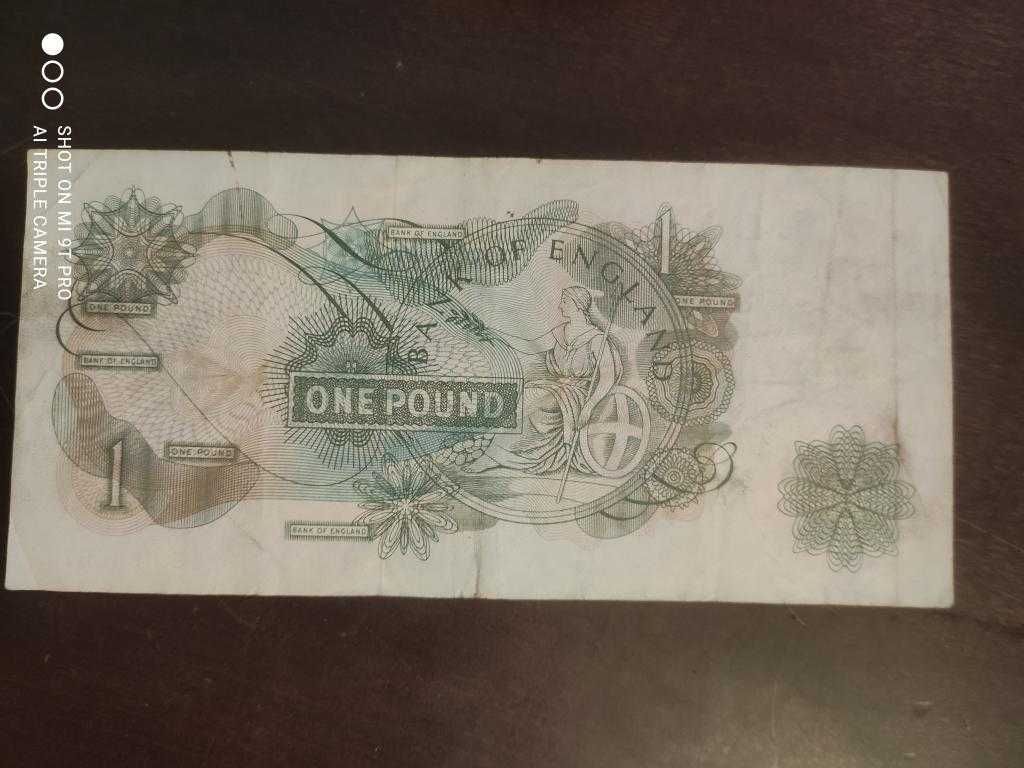 SHOT ON MI 9T PRO
AI TRIPLE CAMERA
BANK OF ENGLAND
BANK OF ENGLAND
1
ONE POUND
ONE POUND
BANK OF ENGLAND
ONE POUND
ONE POUND
1
BANK OF ENGLAND